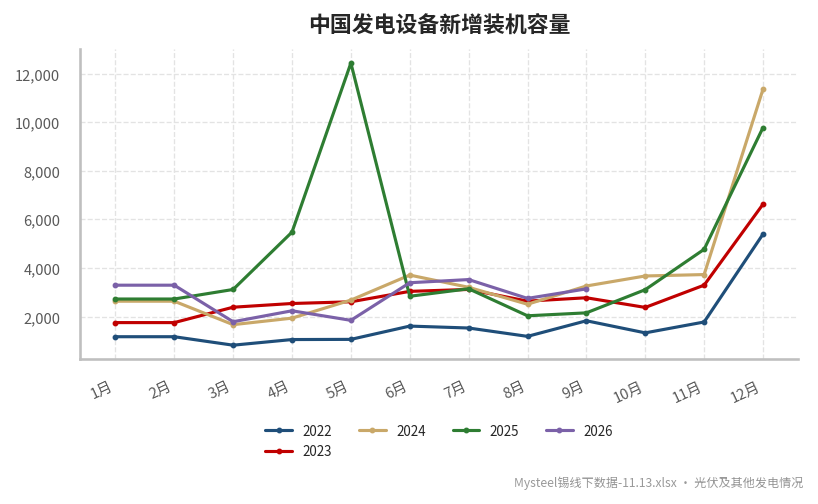 中国发电设备新增装机容量
12,000
10,000
8,000
6,000
4,000
2,000
1月 2月 3月 4月 5月 6月 7月 8月 9月 10月 11月 12月
2022 2024 2025 2026
2023
Mysteel锡线下数据-11.13.xlsx • 光伏及其他发电情况